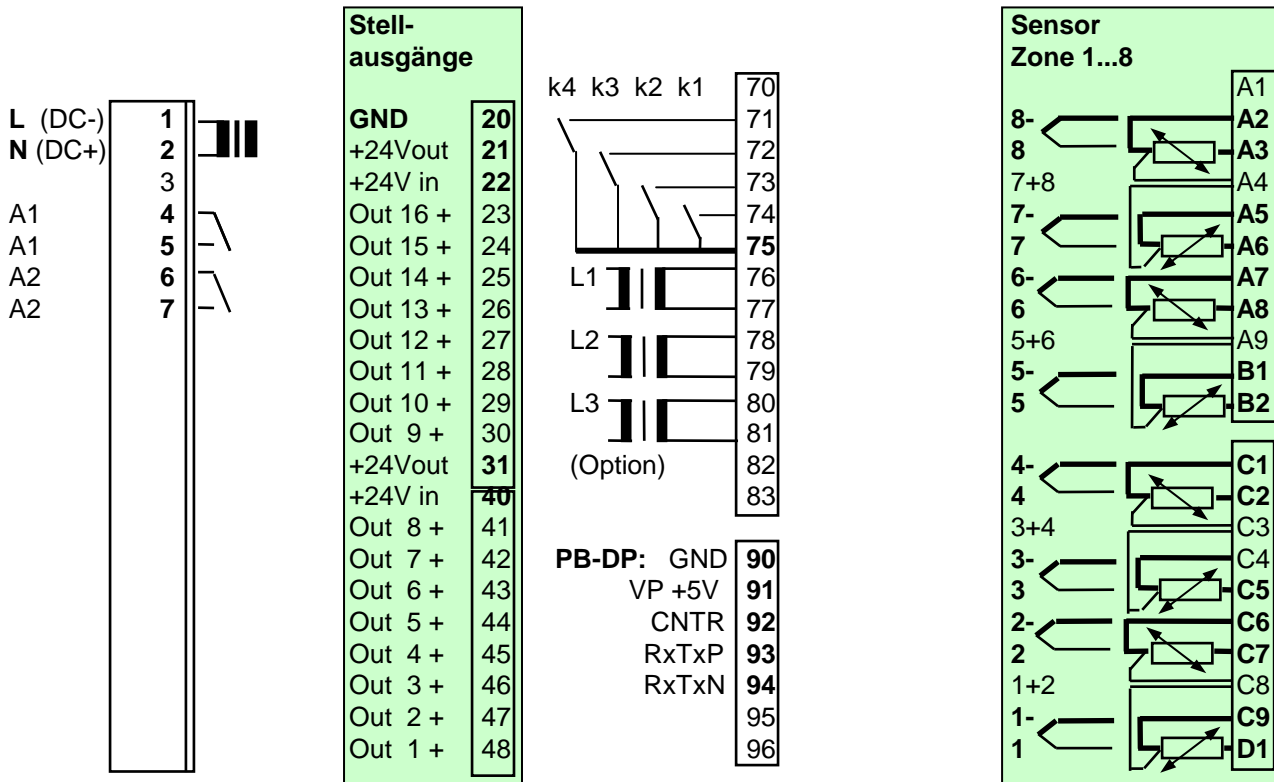 L (DC-) 1
N (DC+) 2
3
A1 4
A1 5
A2 6
A2 7
Stell-
ausgänge
GND 20
+24Vout 21
+24V in 22
Out 16 + 23
Out 15 + 24
Out 14 + 25
Out 13 + 26
Out 12 + 27
Out 11 + 28
Out 10 + 29
Out 9 + 30
+24Vout 31
+24V in 40
Out 8 + 41
Out 7 + 42
Out 6 + 43
Out 5 + 44
Out 4 + 45
Out 3 + 46
Out 2 + 47
Out 1 + 48
k4 k3 k2 k1 70
71
72
73
74
75
L1 76
77
L2 78
79
L3 80
81
(Option) 82
83
PB-DP: GND 90
VP +5V 91
CNTR 92
RxTxP 93
RxTxN 94
95
96
Sensor
Zone 1...8
A1
8- A2
8 A3
7+8 A4
7- A5
7 A6
6- A7
6 A8
5+6 A9
5- B1
5 B2
4- C1
4 C2
3+4 C3
3- C4
3 C5
2- C6
2 C7
1+2 C8
1- C9
1 D1